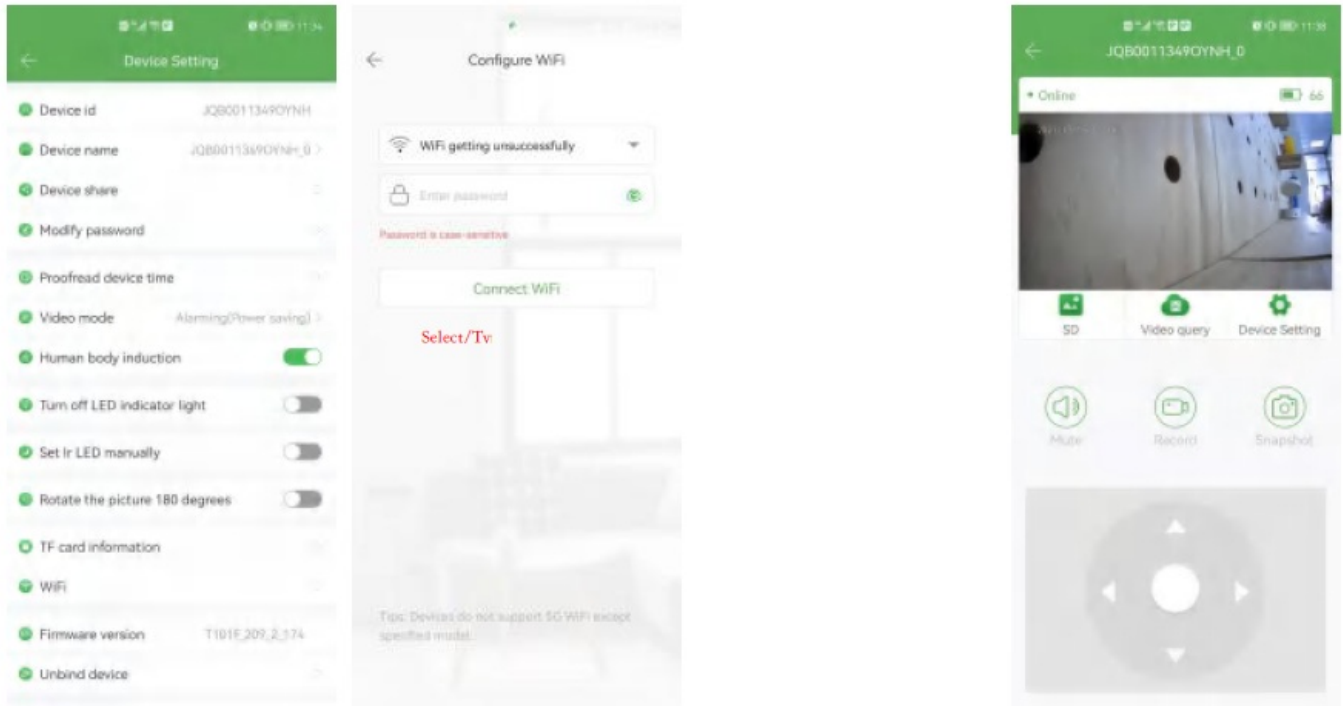 11:34
Device Setting
Device id JQB0011349OYNH
Device name JQB0011349OYNH_0
Device share
Modify password
Proofread device time
Video mode Alarming(Power saving)
Human body induction
Turn off LED indicator light
Set Ir LED manually
Rotate the picture 180 degrees
TF card information
WiFi
Firmware version T101F_209_2_174
Unbind device
Configure WiFi
WiFi getting unsuccessfully
Enter password
Password is case-sensitive
Connect WiFi
Select/Tv
Tips: Devices do not support 5G WiFi except
specified model.
11:38
JQB0011349OYNH_0
Online 66
SD Video query Device Setting
Mute Record Snapshot